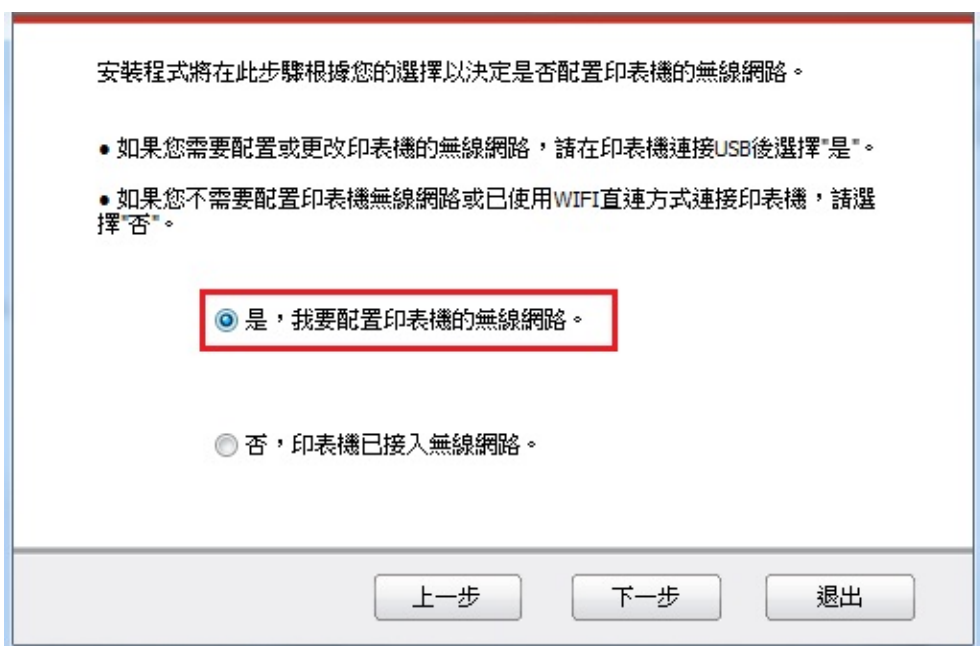 安裝程式將在此步驟根據您的選擇以決定是否配置印表機的無線網路。
• 如果您需要配置或更改印表機的無線網路，請在印表機連接USB後選擇"是"。
• 如果您不需要配置印表機無線網路或已使用WIFI直連方式連接印表機，請選
擇"否"。
是，我要配置印表機的無線網路。
否，印表機已接入無線網路。
上一步 下一步 退出